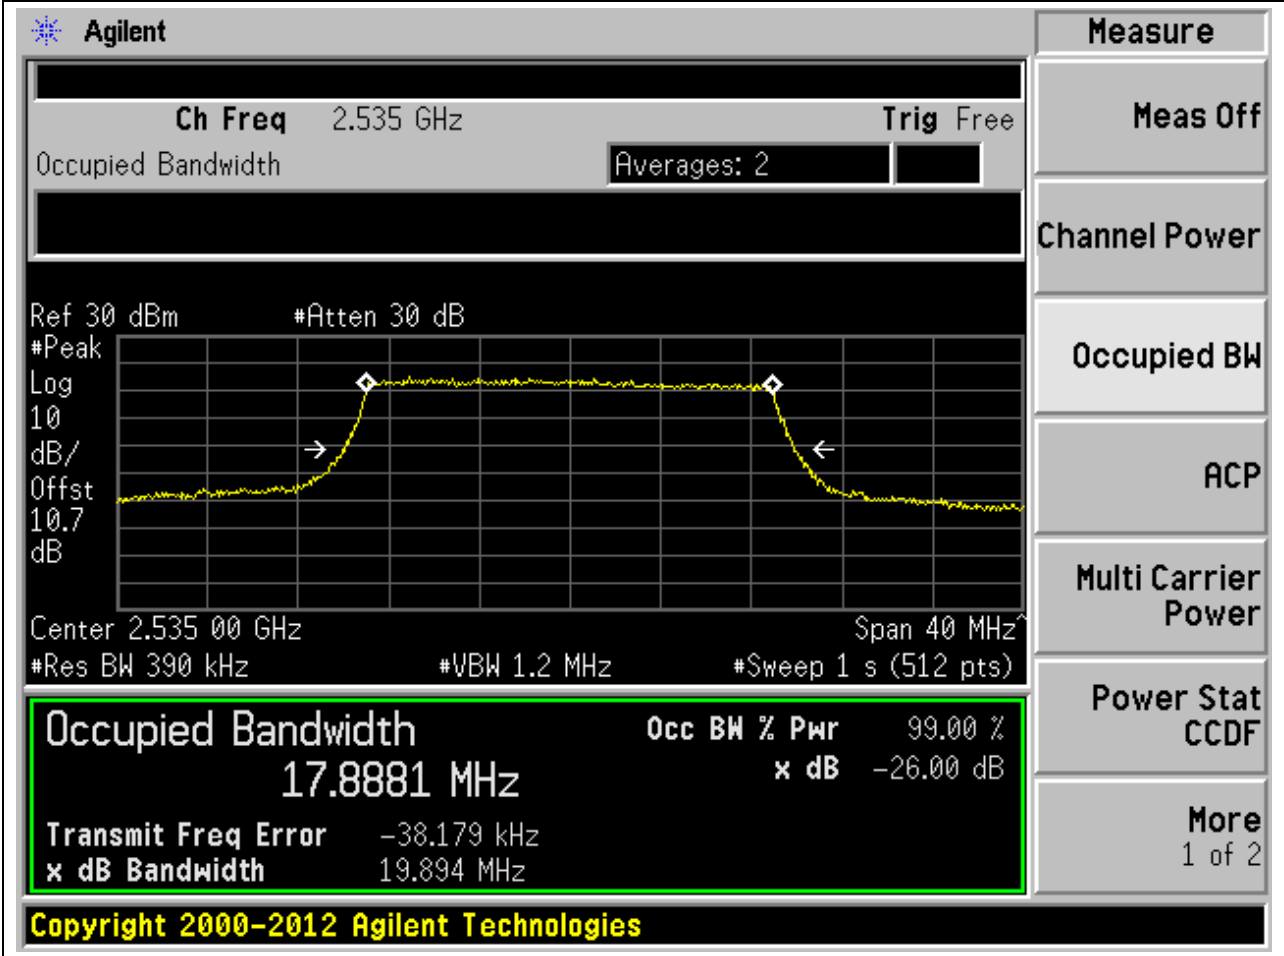 Agilent
Measure
Ch Freq 2.535 GHz Trig Free
Meas Off
Occupied Bandwidth Averages: 2
Channel Power
Ref 30 dBm #Atten 30 dB
#Peak
Log
10
dB/
Offst
10.7
dB
Occupied BW
ACP
Center 2.535 00 GHz Span 40 MHz^
#Res BW 390 kHz #VBW 1.2 MHz #Sweep 1 s (512 pts)
Multi Carrier
Power
Occupied Bandwidth Occ BW % Pwr 99.00 %
17.8881 MHz x dB -26.00 dB
Transmit Freq Error -38.179 kHz
x dB Bandwidth 19.894 MHz
Power Stat
CCDF
More
1 of 2
Copyright 2000-2012 Agilent Technologies